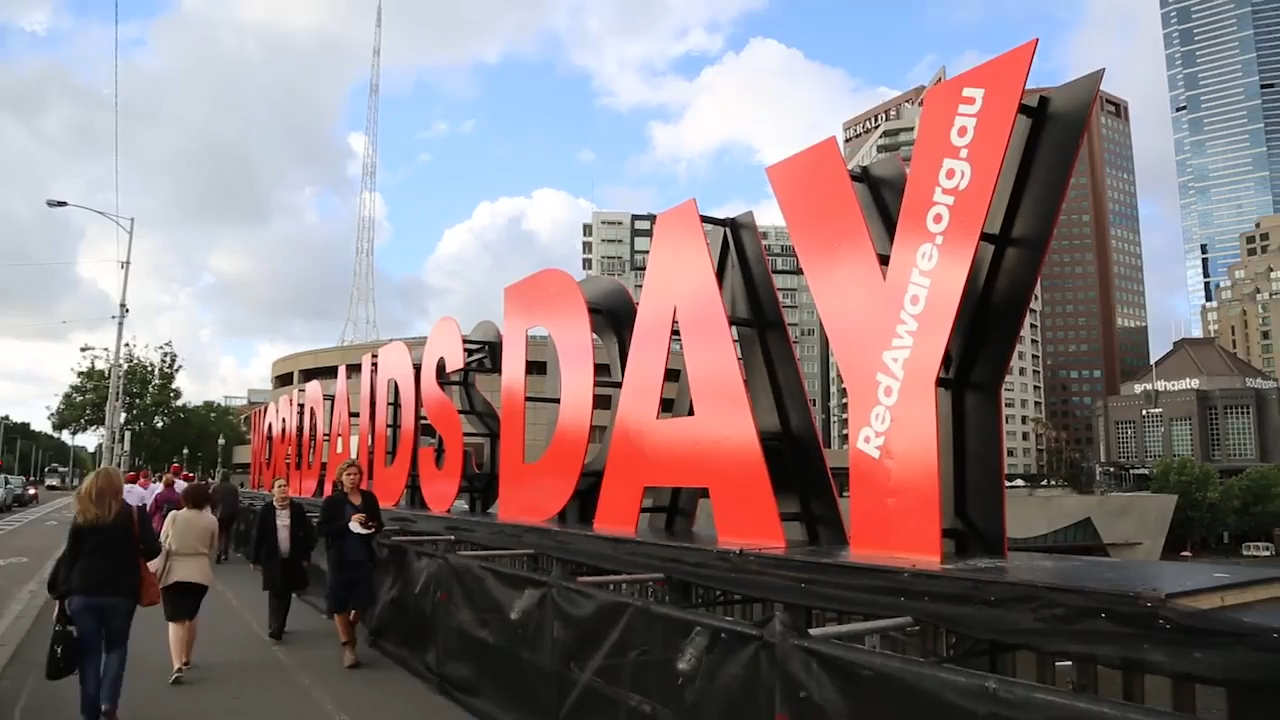 WORLD AIDS DAY
RedAware.org.au
HERALD & W
southgate
southgate